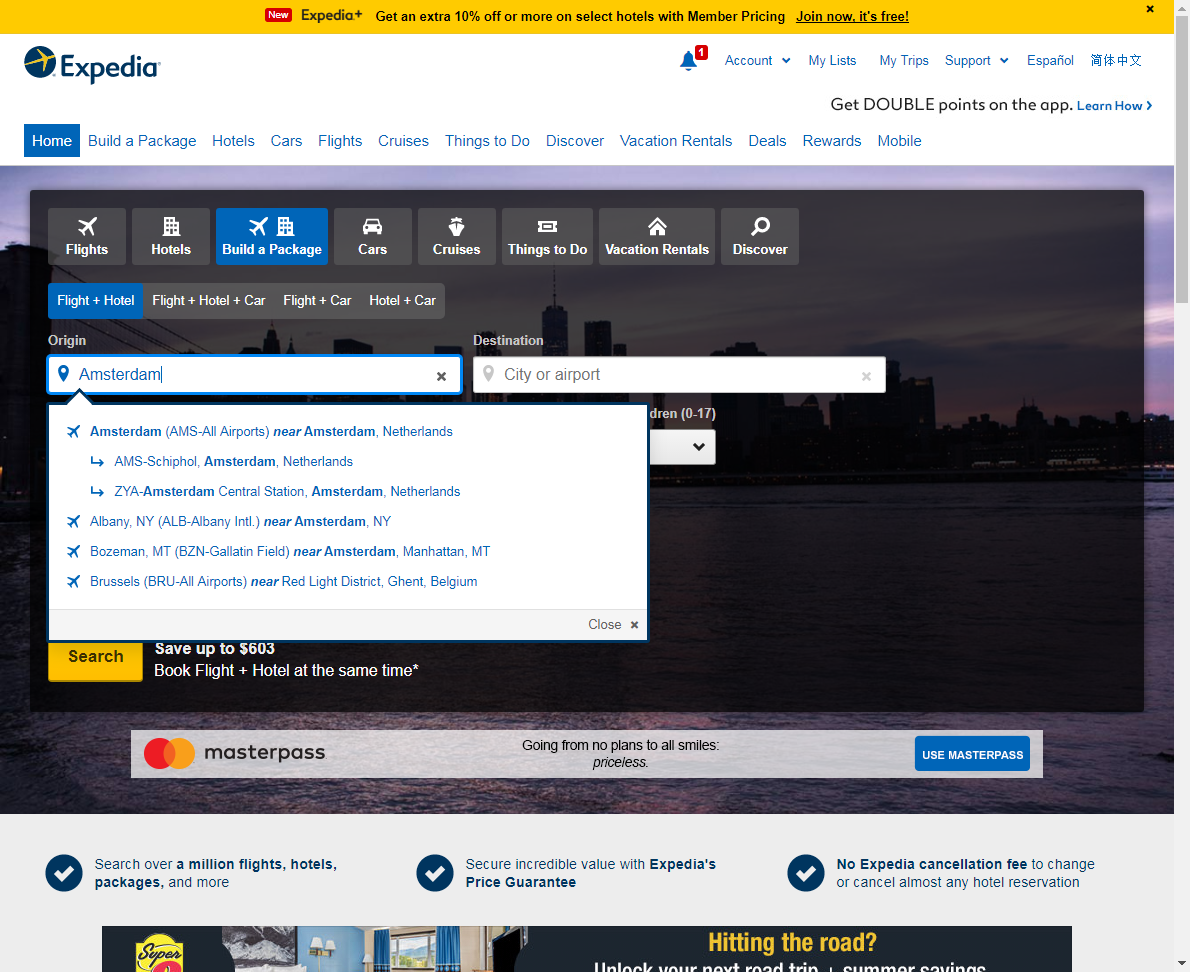 New Expedia+ Get an extra 10% off or more on select hotels with Member Pricing Join now, it's free!
Expedia
1
Account My Lists My Trips Support Español 简体中文
Get DOUBLE points on the app. Learn How
Home Build a Package Hotels Cars Flights Cruises Things to Do Discover Vacation Rentals Deals Rewards Mobile
Flights Hotels Build a Package Cars Cruises Things to Do Vacation Rentals Discover
Flight + Hotel Flight + Hotel + Car Flight + Car Hotel + Car
Origin Destination
Amsterdam City or airport
dren (0-17)
Amsterdam (AMS-All Airports) near Amsterdam, Netherlands
AMS-Schiphol, Amsterdam, Netherlands
ZYA-Amsterdam Central Station, Amsterdam, Netherlands
Albany, NY (ALB-Albany Intl.) near Amsterdam, NY
Bozeman, MT (BZN-Gallatin Field) near Amsterdam, Manhattan, MT
Brussels (BRU-All Airports) near Red Light District, Ghent, Belgium
Close
Search
Save up to $603
Book Flight + Hotel at the same time*
masterpass
Going from no plans to all smiles:
priceless.
USE MASTERPASS
Search over a million flights, hotels,
packages, and more
Secure incredible value with Expedia's
Price Guarantee
No Expedia cancellation fee to change
or cancel almost any hotel reservation
Super
Hitting the road?
Unlock your next road trip + summer savings